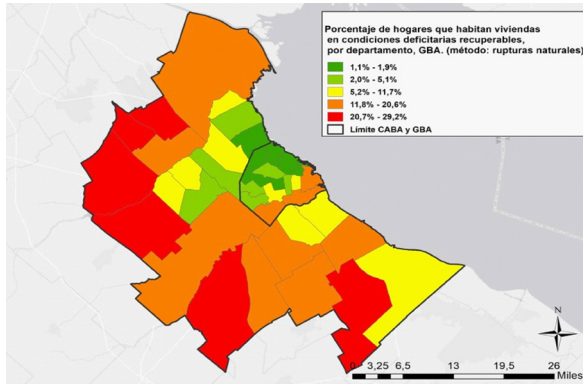 Porcentaje de hogares que habitan viviendas
en condiciones deficitarias recuperables,
por departamento, GBA. (método: rupturas naturales)
1,1% - 1,9%
2,0% - 5,1%
5,2% - 11,7%
11,8% - 20,6%
20,7% - 29,2%
Límite CABA y GBA
N
0 3,25 6,5 13 19,5 26
Miles